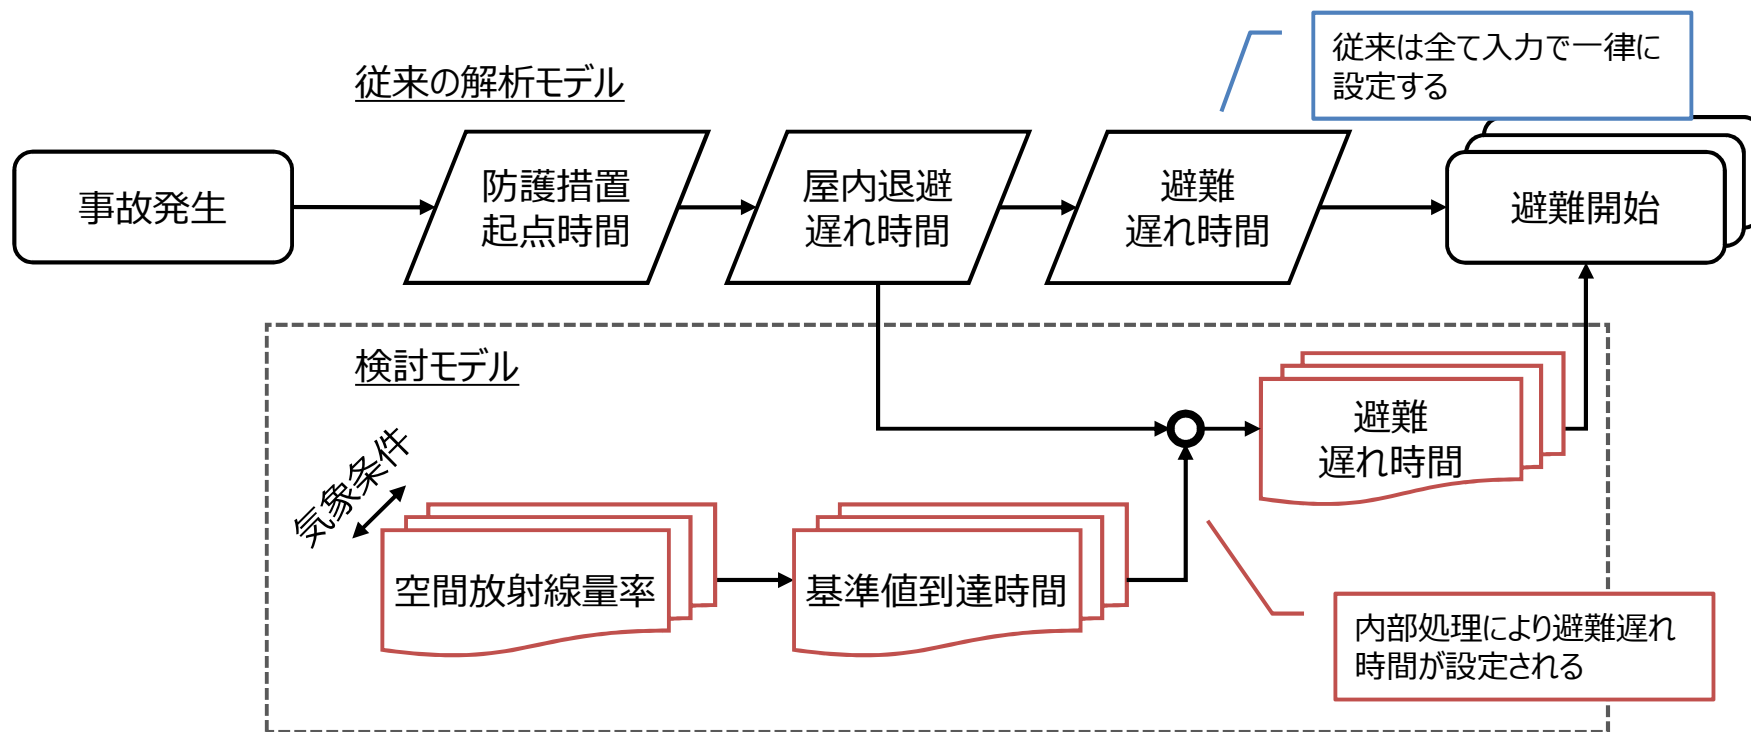 従来は全て入力で一律に
設定する
従来の解析モデル
事故発生
防護措置
起点時間
屋内退避
遅れ時間
避難
遅れ時間
避難開始
検討モデル
避難
遅れ時間
気象条件
空間放射線量率
基準値到達時間
内部処理により避難遅れ
時間が設定される